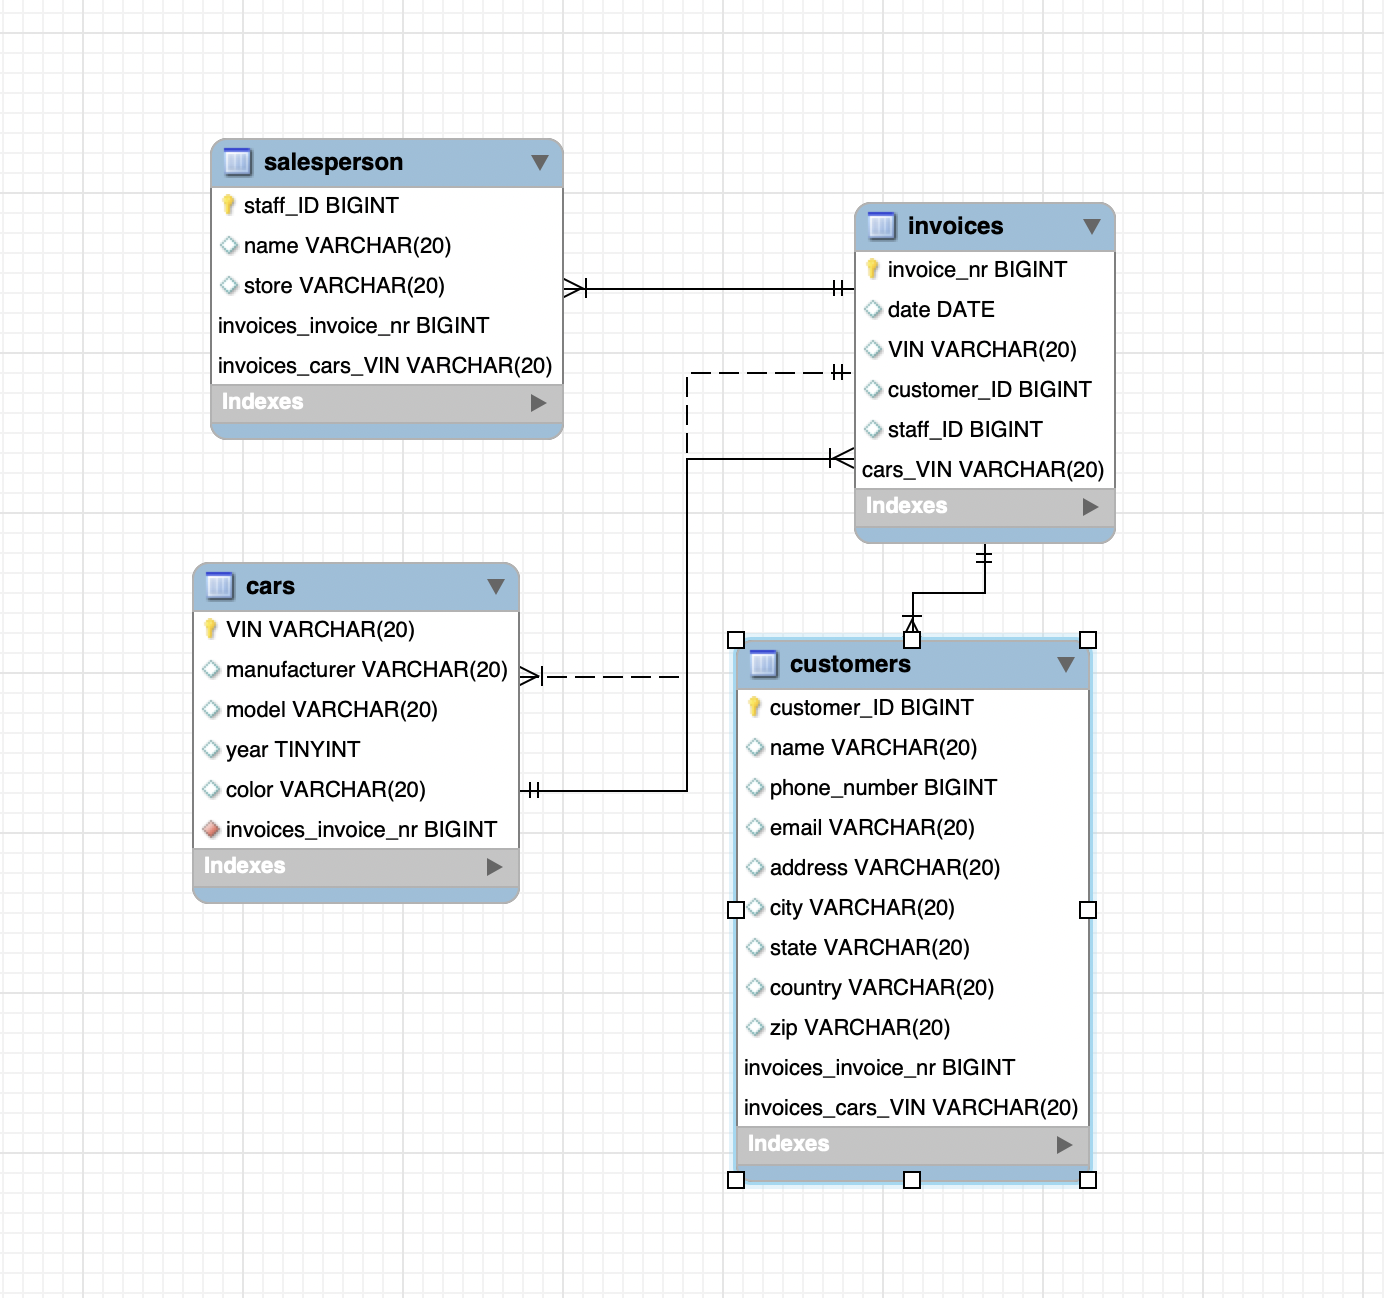 salesperson
staff_ID BIGINT
name VARCHAR(20)
store VARCHAR(20)
invoices_invoice_nr BIGINT
invoices_cars_VIN VARCHAR(20)
Indexes
invoices
invoice_nr BIGINT
date DATE
VIN VARCHAR(20)
customer_ID BIGINT
staff_ID BIGINT
cars_VIN VARCHAR(20)
Indexes
cars
VIN VARCHAR(20)
manufacturer VARCHAR(20)
model VARCHAR(20)
year TINYINT
color VARCHAR(20)
invoices_invoice_nr BIGINT
Indexes
customers
customer_ID BIGINT
name VARCHAR(20)
phone_number BIGINT
email VARCHAR(20)
address VARCHAR(20)
city VARCHAR(20)
state VARCHAR(20)
country VARCHAR(20)
zip VARCHAR(20)
invoices_invoice_nr BIGINT
invoices_cars_VIN VARCHAR(20)
Indexes